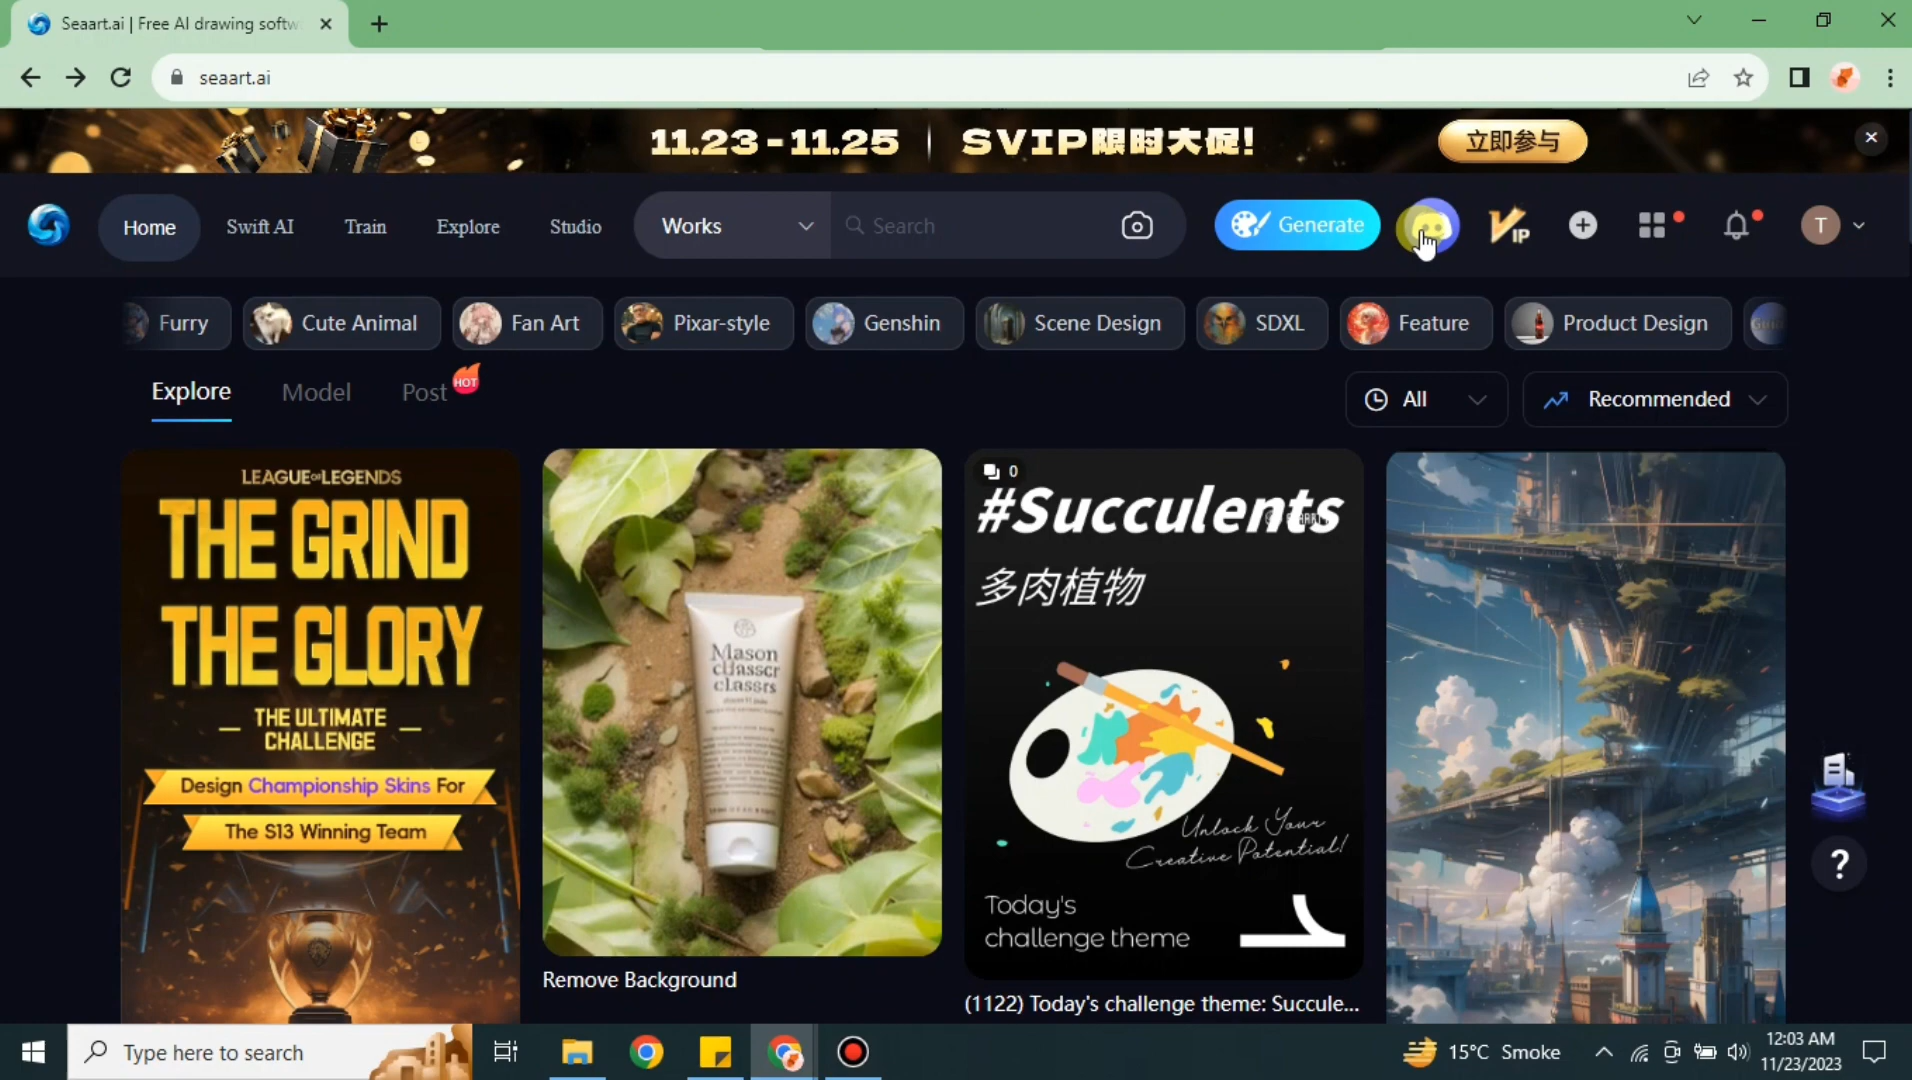 Seaart.ai | Free AI drawing softw
seaart.ai
11.23-11.25 | SVIP限时大促!
立即参与
Home
Swift AI
Train
Explore
Studio
Works
Search
Generate
VIP
T
Furry
Cute Animal
Fan Art
Pixar-style
Genshin
Scene Design
SDXL
Feature
Product Design
Explore
Model
Post
HOT
All
Recommended
LEAGUE OF LEGENDS
THE GRIND
THE GLORY
THE ULTIMATE
CHALLENGE
Design Championship Skins For
The S13 Winning Team
Mason
Remove Background
0
#Succulents
多肉植物
Unlock Your
Creative Potential!
Today's
challenge theme
(1122) Today's challenge theme: Succule...
?
Type here to search
15°C Smoke
12:03 AM
11/23/2023